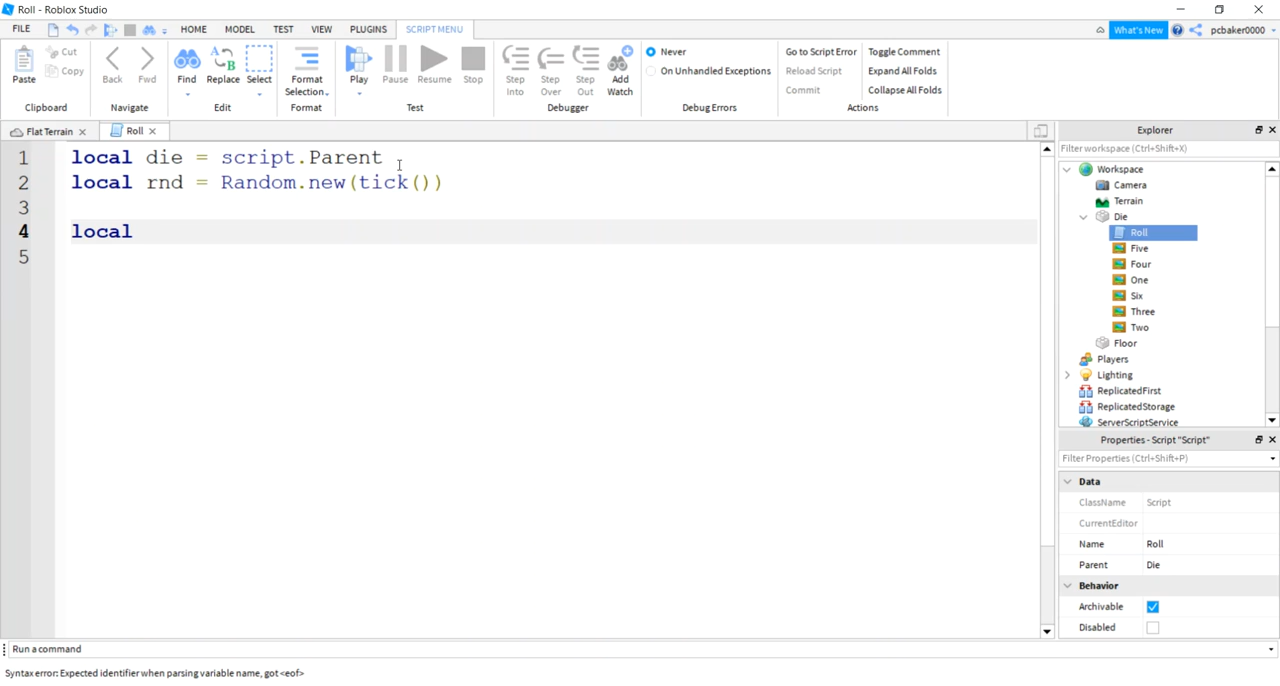 Roll - Roblox Studio
FILE HOME MODEL TEST VIEW PLUGINS SCRIPT MENU What's New pcbaker0000
Paste Cut Copy Back Fwd Find Replace Select Format Selection Play Pause Resume Stop Step Into Step Over Step Out Add Watch Never On Unhandled Exceptions Go to Script Error Reload Script Commit Toggle Comment Expand All Folds Collapse All Folds
Clipboard Navigate Edit Format Test Debugger Debug Errors Actions
Flat Terrain Roll
1 local die = script.Parent
2 local rnd = Random.new(tick())
3
4 local
5
Explorer
Filter workspace (Ctrl+Shift+X)
Workspace
Camera
Terrain
Die
Roll
Five
Four
One
Six
Three
Two
Floor
Players
Lighting
ReplicatedFirst
ReplicatedStorage
ServerScriptService
Properties - Script "Script"
Filter Properties (Ctrl+Shift+P)
Data
ClassName Script
CurrentEditor
Name Roll
Parent Die
Behavior
Archivable
Disabled
Run a command
Syntax error: Expected identifier when parsing variable name, got <eof>